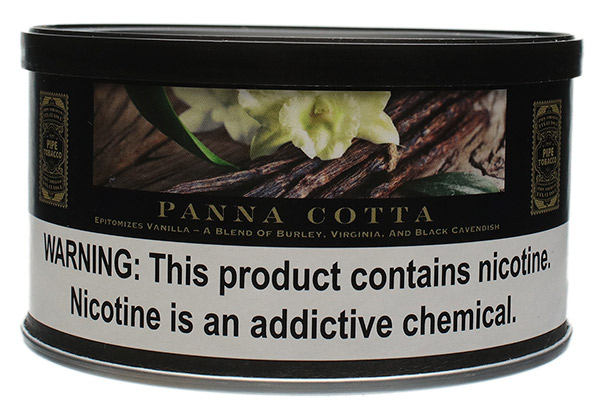 PIPE
TOBACCO
PIPE
TOBACCO
PANNA COTTA
EPITOMIZES VANILLA – A BLEND OF BURLEY, VIRGINIA, AND BLACK CAVENDISH
WARNING: This product contains nicotine.
Nicotine is an addictive chemical.